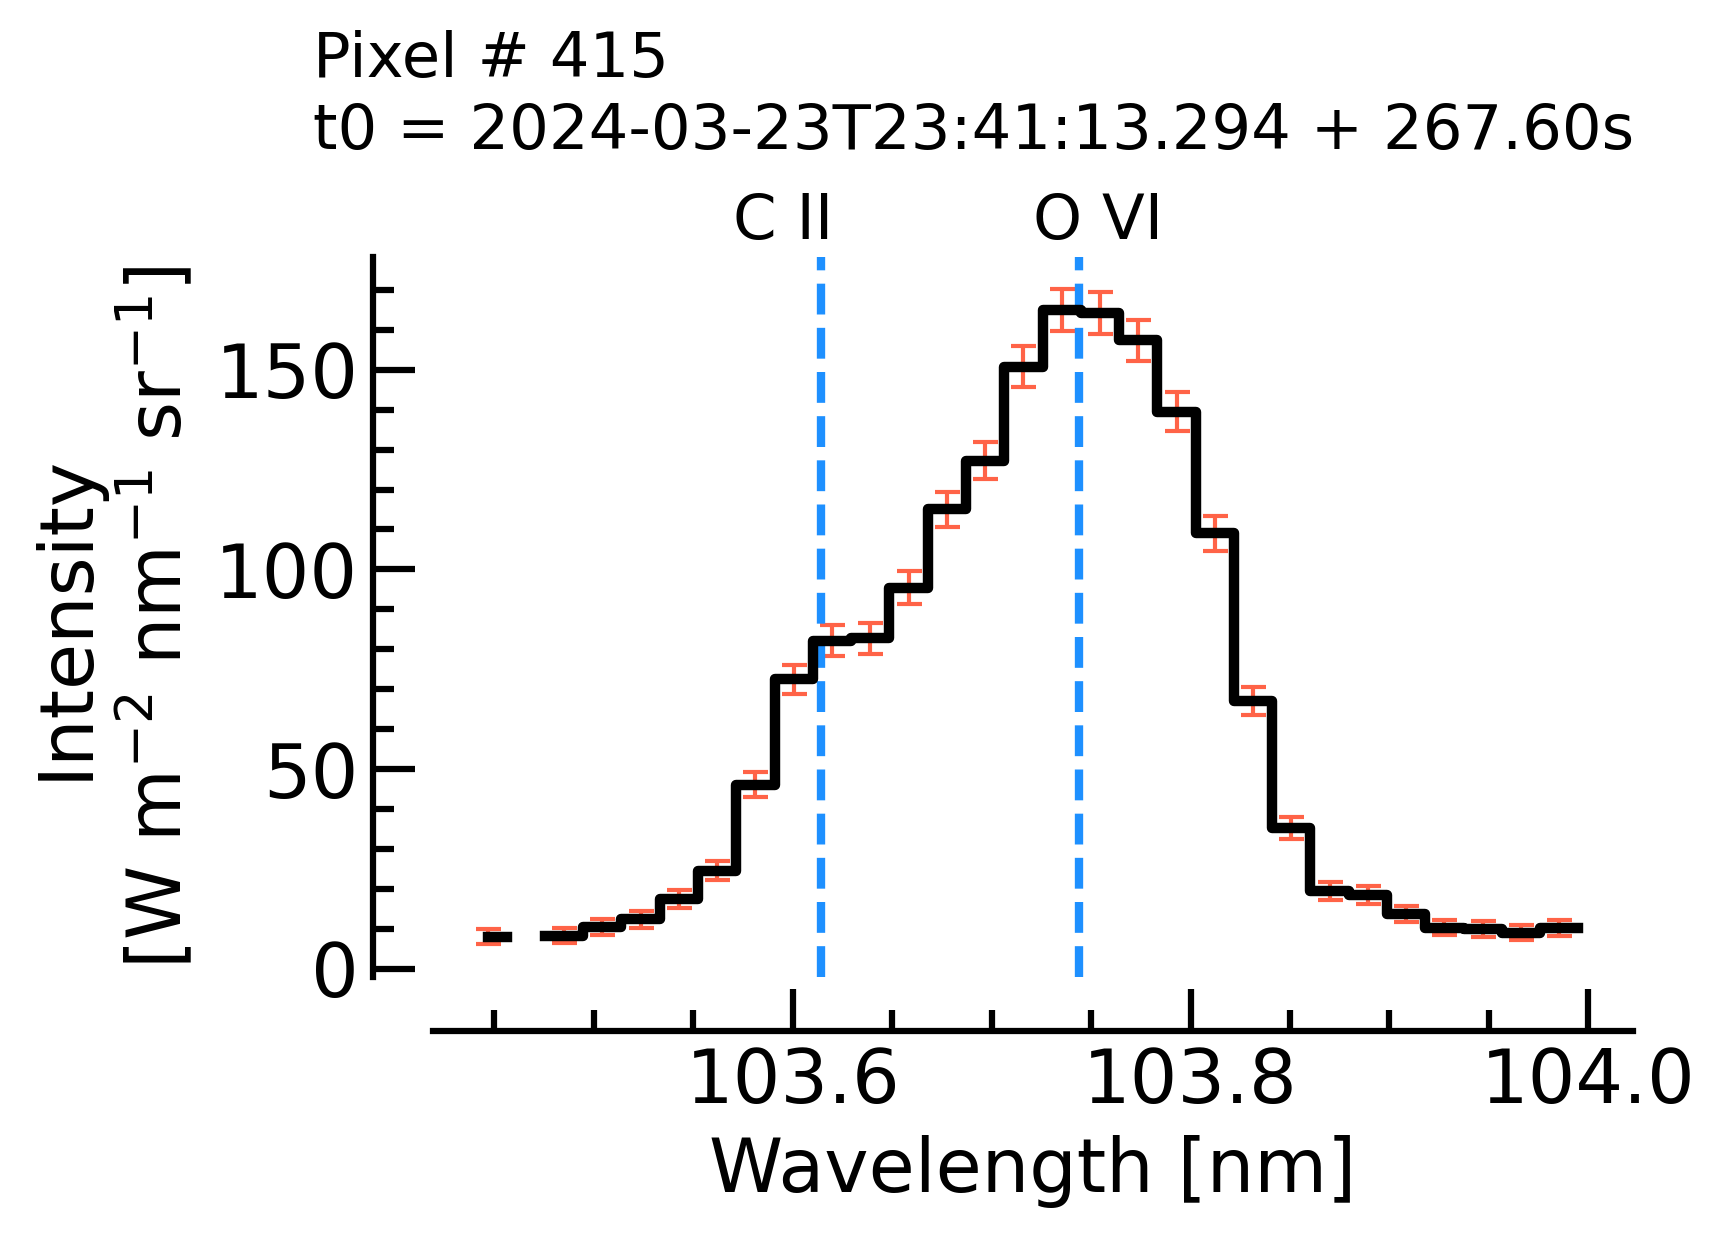 Pixel # 415
t0 = 2024-03-23T23:41:13.294 + 267.60s
C II
O VI
Intensity
[W m⁻² nm⁻¹ sr⁻¹]
150
100
50
0
103.6
103.8
104.0
Wavelength [nm]